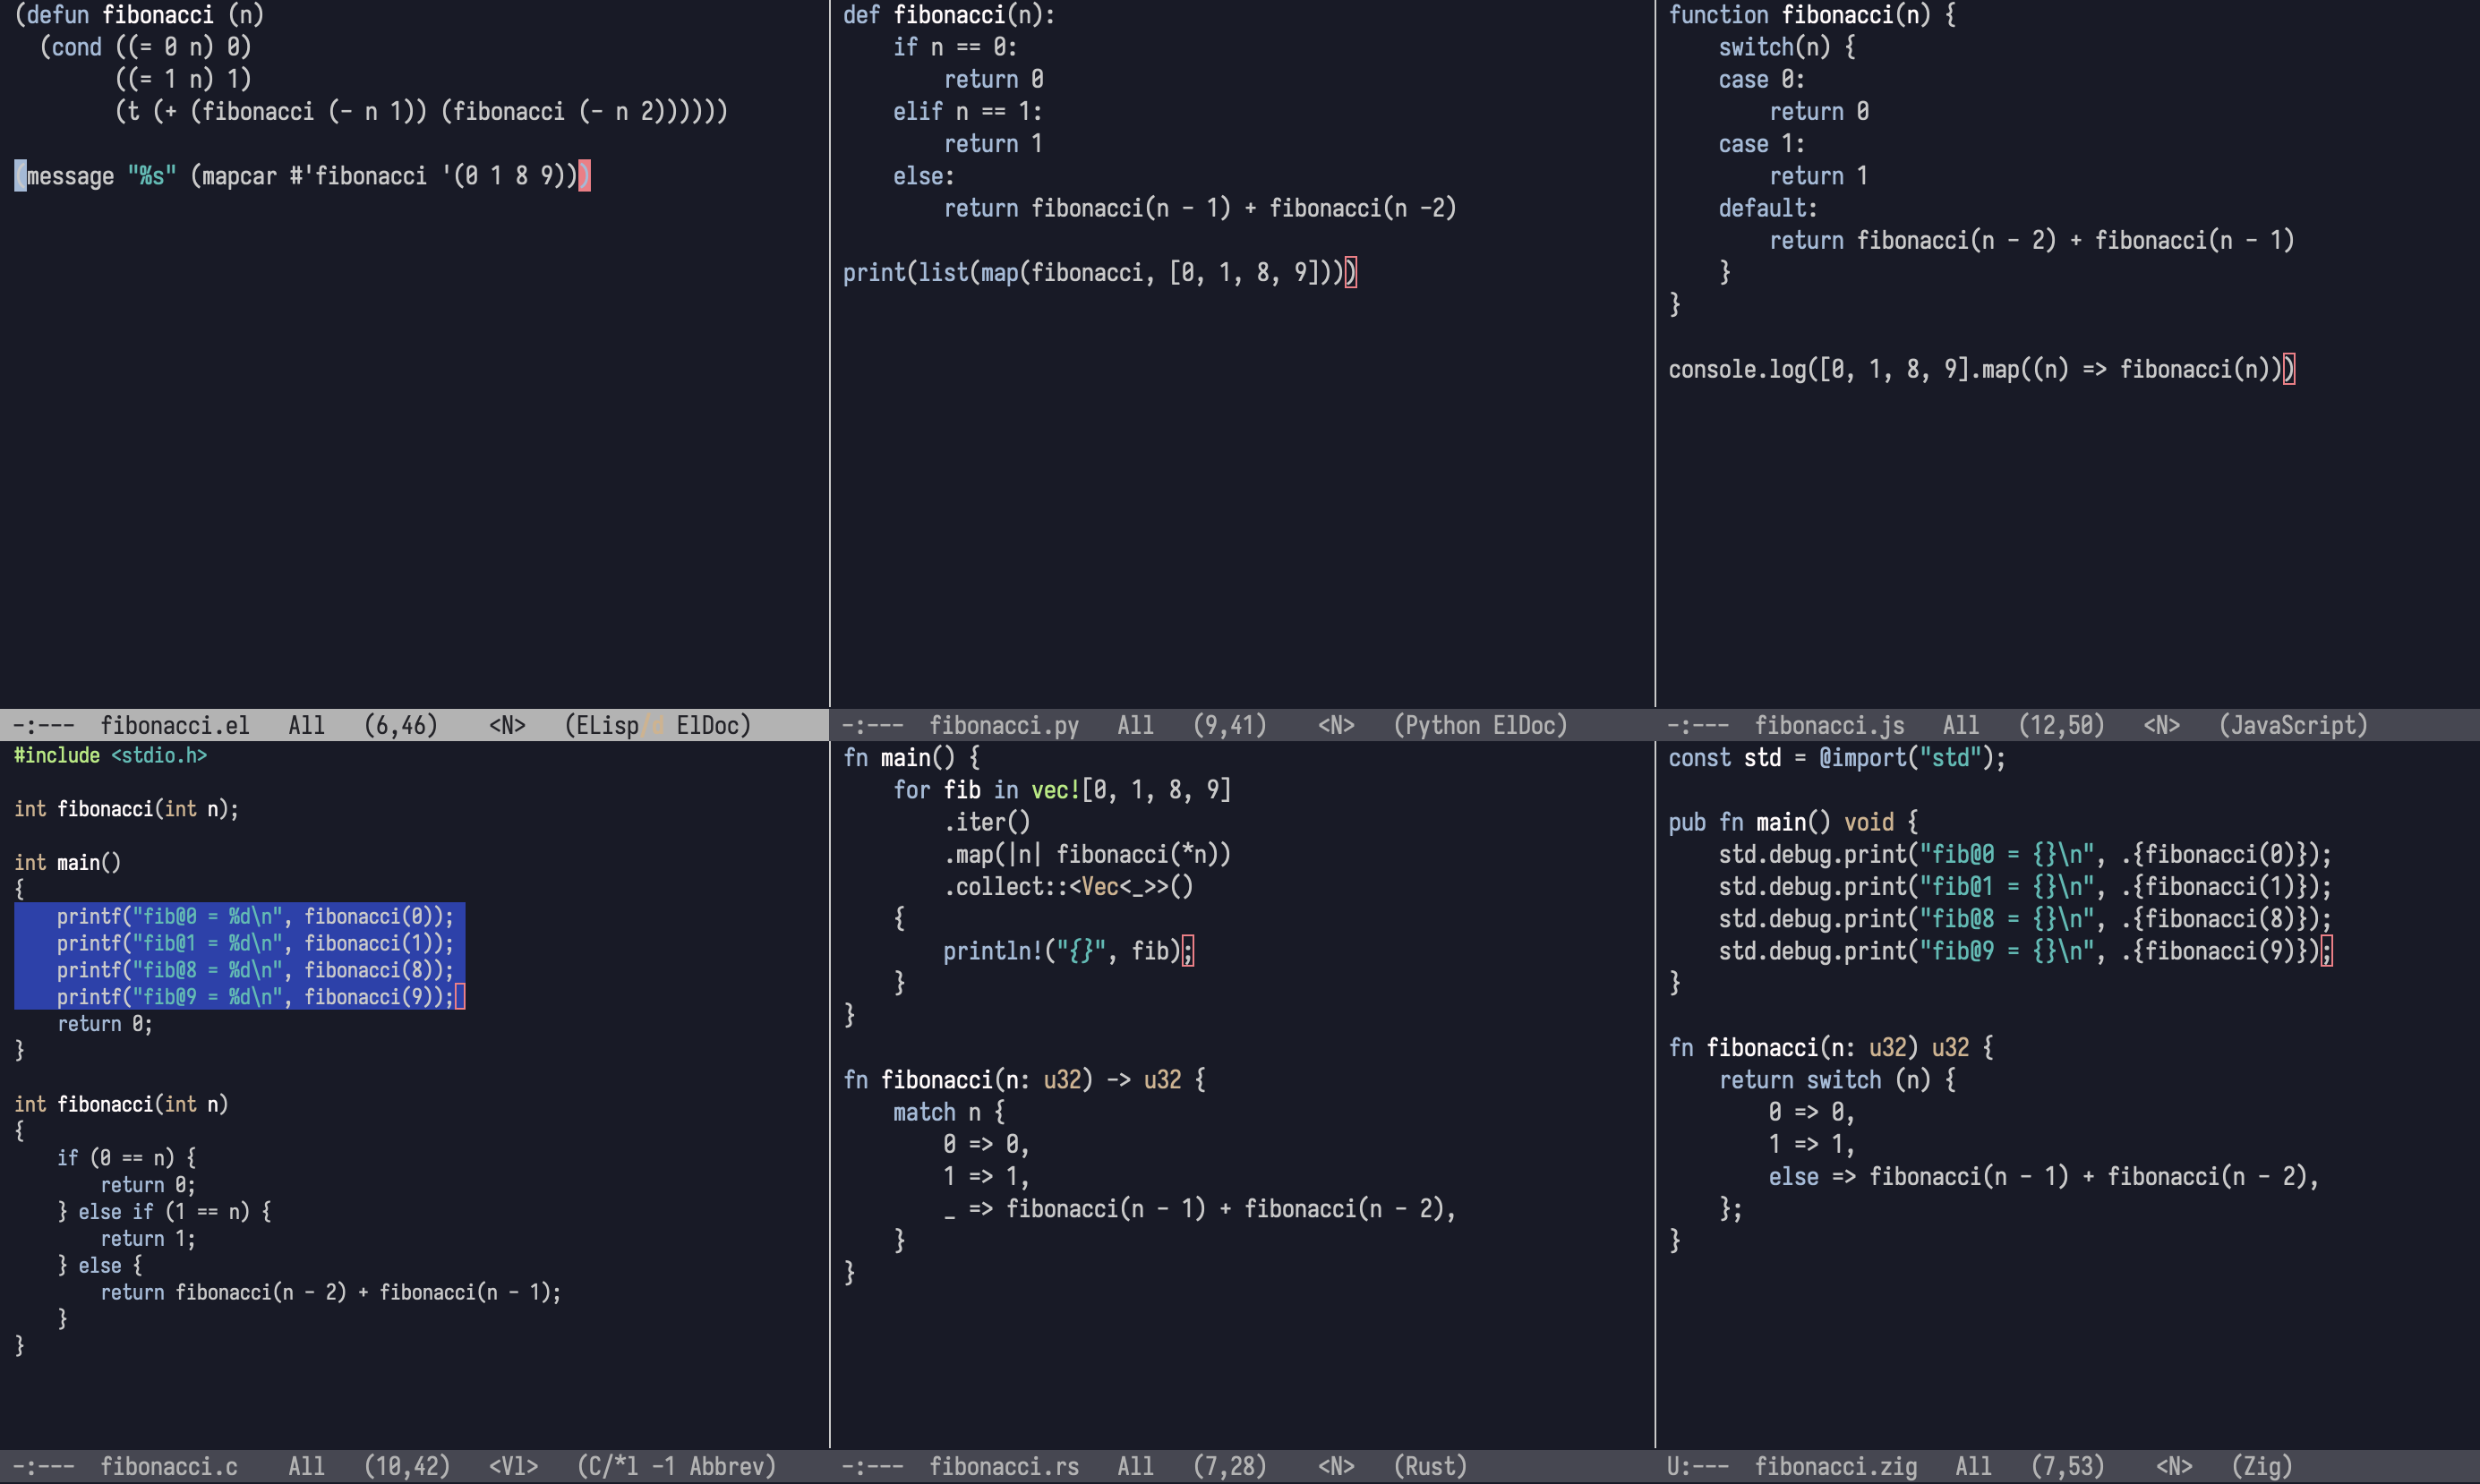 (defun fibonacci (n)
  (cond ((= 0 n) 0)
        ((= 1 n) 1)
        (t (+ (fibonacci (- n 1)) (fibonacci (- n 2))))))

(message "%s" (mapcar #'fibonacci '(0 1 8 9)))
-:---  fibonacci.el   All   (6,46)    <N>   (ELisp/d ElDoc)
def fibonacci(n):
    if n == 0:
        return 0
    elif n == 1:
        return 1
    else:
        return fibonacci(n - 1) + fibonacci(n -2)

print(list(map(fibonacci, [0, 1, 8, 9])))
-:---  fibonacci.py   All   (9,41)    <N>   (Python ElDoc)
function fibonacci(n) {
    switch(n) {
    case 0:
        return 0
    case 1:
        return 1
    default:
        return fibonacci(n - 2) + fibonacci(n - 1)
    }
}

console.log([0, 1, 8, 9].map((n) => fibonacci(n)))
-:---  fibonacci.js   All   (12,50)   <N>   (JavaScript)
#include <stdio.h>

int fibonacci(int n);

int main()
{
    printf("fib@0 = %d\n", fibonacci(0));
    printf("fib@1 = %d\n", fibonacci(1));
    printf("fib@8 = %d\n", fibonacci(8));
    printf("fib@9 = %d\n", fibonacci(9));
    return 0;
}

int fibonacci(int n)
{
    if (0 == n) {
        return 0;
    } else if (1 == n) {
        return 1;
    } else {
        return fibonacci(n - 2) + fibonacci(n - 1);
    }
}
-:---  fibonacci.c    All   (10,42)   <Vl>   (C/*l -1 Abbrev)
fn main() {
    for fib in vec![0, 1, 8, 9]
        .iter()
        .map(|n| fibonacci(*n))
        .collect::<Vec<_>>()
    {
        println!("{}", fib);
    }
}

fn fibonacci(n: u32) -> u32 {
    match n {
        0 => 0,
        1 => 1,
        _ => fibonacci(n - 1) + fibonacci(n - 2),
    }
}
-:---  fibonacci.rs   All   (7,28)    <N>   (Rust)
const std = @import("std");

pub fn main() void {
    std.debug.print("fib@0 = {}\n", .{fibonacci(0)});
    std.debug.print("fib@1 = {}\n", .{fibonacci(1)});
    std.debug.print("fib@8 = {}\n", .{fibonacci(8)});
    std.debug.print("fib@9 = {}\n", .{fibonacci(9)});
}

fn fibonacci(n: u32) u32 {
    return switch (n) {
        0 => 0,
        1 => 1,
        else => fibonacci(n - 1) + fibonacci(n - 2),
    };
}
U:---  fibonacci.zig   All   (7,53)    <N>   (Zig)